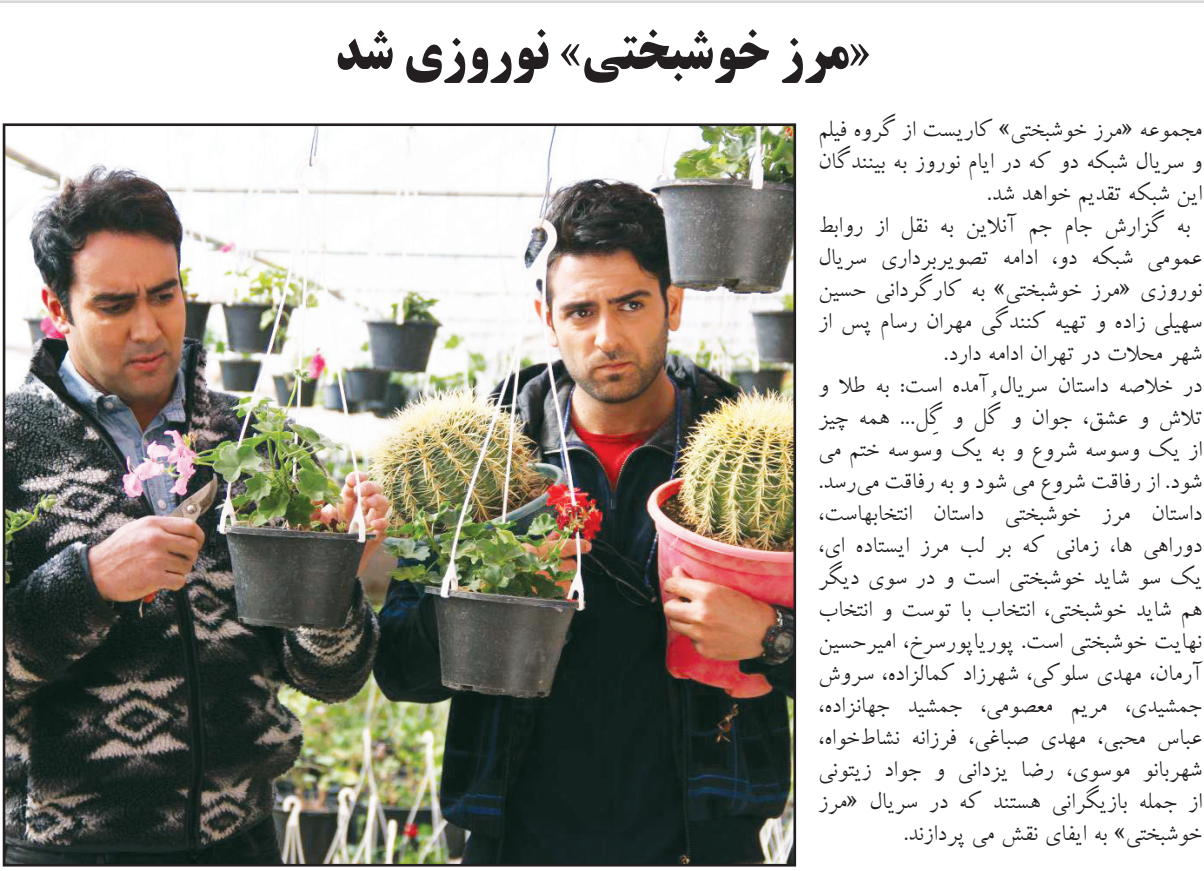 «مرز خوشبختی» نوروزی شد
مجموعه «مرز خوشبختی» کاریست از گروه فیلم
و سریال شبکه دو که در ایام نوروز به بینندگان
این شبکه تقدیم خواهد شد.
به گزارش جام جم آنلاین به نقل از روابط
عمومی شبکه دو، ادامه تصویربرداری سریال
نوروزی «مرز خوشبختی» به کارگردانی حسین
سهیلی زاده و تهیه کنندگی مهران رسام پس از
شهر محلات در تهران ادامه دارد.
در خلاصه داستان سریال آمده است: به طلا و
تلاش و عشق، جوان و گُل و گِل... همه چیز
از یک وسوسه شروع و به یک وسوسه ختم می
شود. از رفاقت شروع می شود و به رفاقت می‌رسد.
داستان مرز خوشبختی داستان انتخابهاست،
دوراهی ها، زمانی که بر لب مرز ایستاده ای،
یک سو شاید خوشبختی است و در سوی دیگر
هم شاید خوشبختی، انتخاب با توست و انتخاب
نهایت خوشبختی است. پوریاپورسرخ، امیرحسین
آرمان، مهدی سلوکی، شهرزاد کمالزاده، سروش
جمشیدی، مریم معصومی، جمشید جهانزاده،
عباس محبی، مهدی صباغی، فرزانه نشاط‌خواه،
شهربانو موسوی، رضا یزدانی و جواد زیتونی
از جمله بازیگرانی هستند که در سریال «مرز
خوشبختی» به ایفای نقش می پردازند.